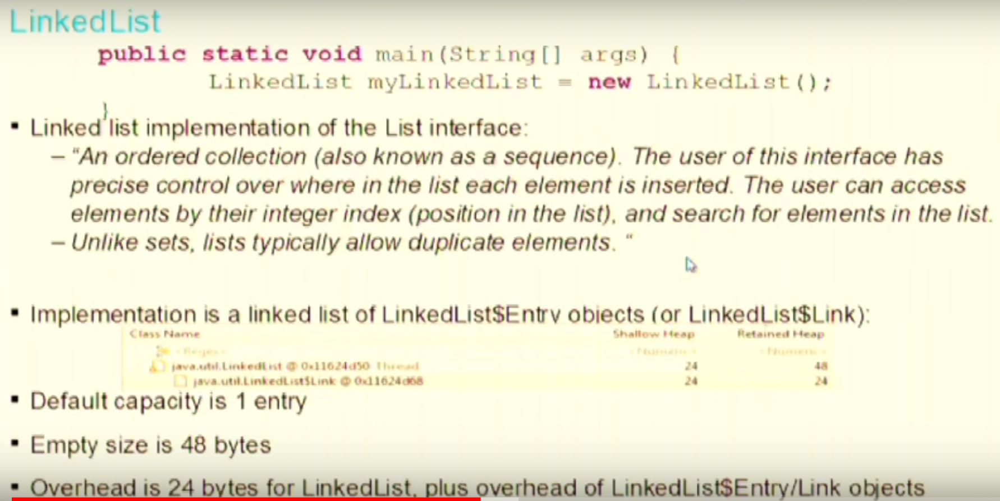 LinkedList
public static void main(String[] args) {
LinkedList myLinkedList = new LinkedList();
}
▪ Linked list implementation of the List interface:
– “An ordered collection (also known as a sequence). The user of this interface has
precise control over where in the list each element is inserted. The user can access
elements by their integer index (position in the list), and search for elements in the list.
– Unlike sets, lists typically allow duplicate elements. “
▪ Implementation is a linked list of LinkedList$Entry objects (or LinkedList$Link):
Class Name Shallow Heap Retained Heap
<Regex> <Numeric> <Numeric>
java.util.LinkedList @ 0x11624d50 Thread 24 48
java.util.LinkedList$Link @ 0x11624d68 24 24
▪ Default capacity is 1 entry
▪ Empty size is 48 bytes
▪ Overhead is 24 bytes for LinkedList, plus overhead of LinkedList$Entry/Link objects